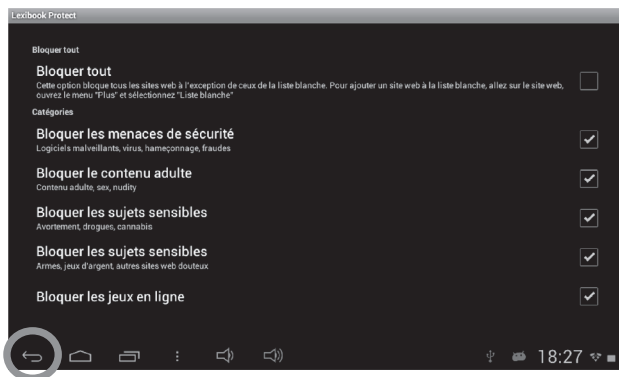 Lexibook Protect
Bloquer tout
Bloquer tout
Cette option bloque tous les sites web à l'exception de ceux de la liste blanche. Pour ajouter un site web à la liste blanche, allez sur le site web,
ouvrez le menu "Plus" et sélectionnez "Liste blanche"
Catégories
Bloquer les menaces de sécurité
Logiciels malveillants, virus, hameçonnage, fraudes
Bloquer le contenu adulte
Contenu adulte, sex, nudity
Bloquer les sujets sensibles
Avortement, drogues, cannabis
Bloquer les sujets sensibles
Armes, jeux d'argent, autres sites web douteux
Bloquer les jeux en ligne
18:27